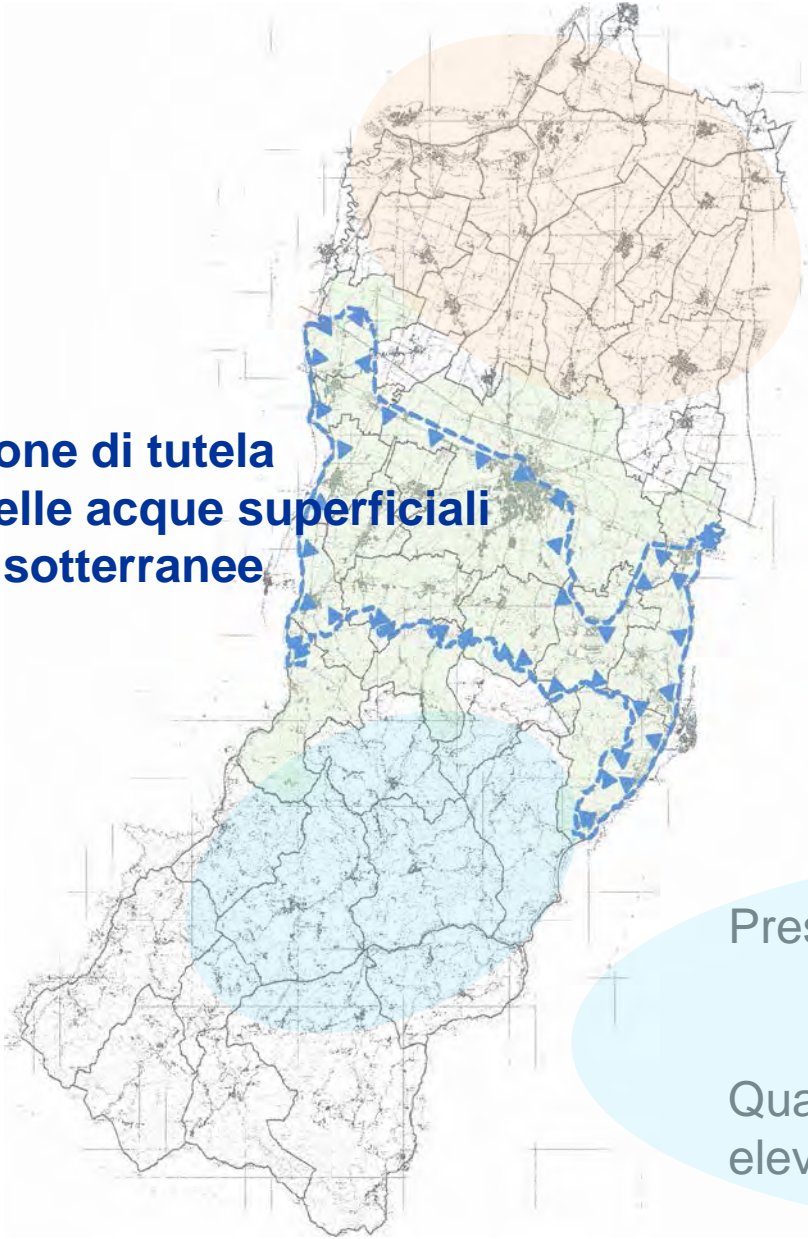 one di tutela
elle acque superficiali
sotterranee
Pres
Qua
elev